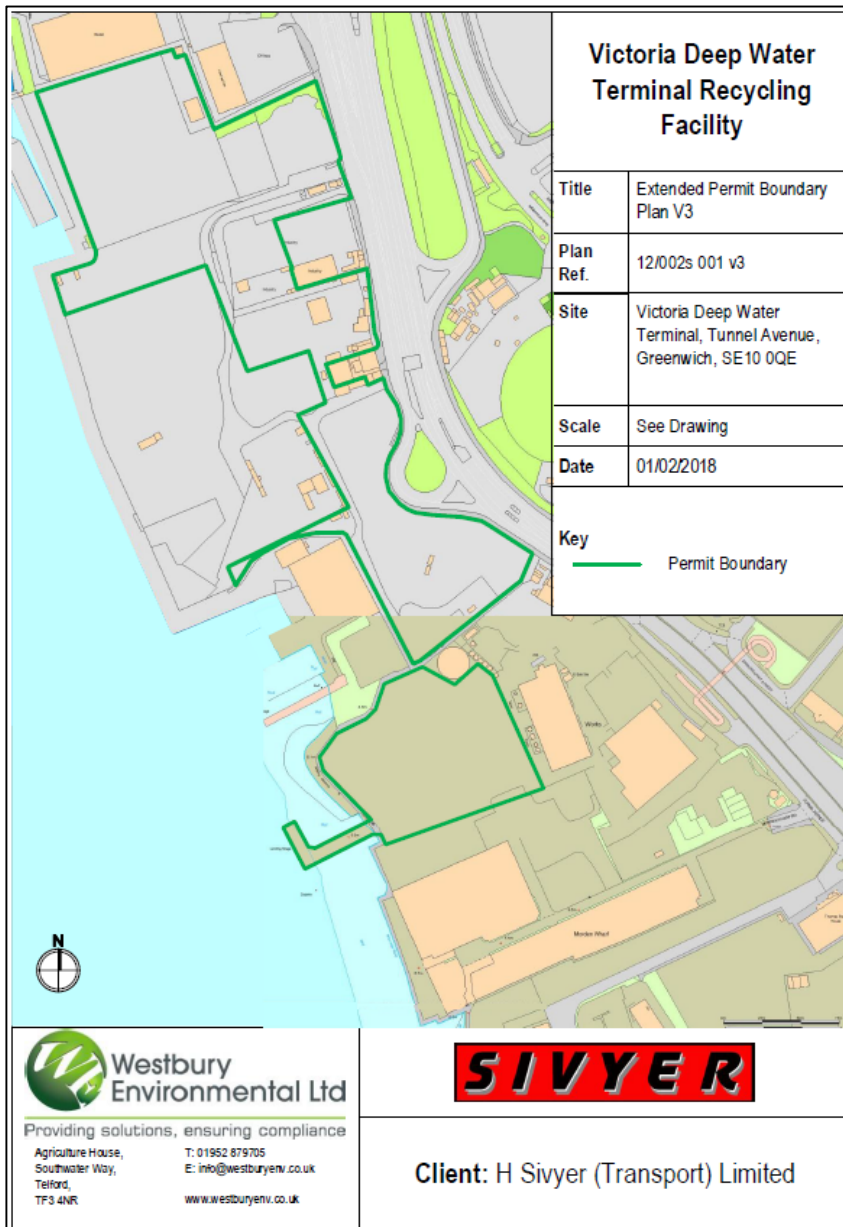 Victoria Deep Water
Terminal Recycling
Facility
Title
Extended Permit Boundary
Plan V3
Plan
Ref.
12/002s 001 v3
Site
Victoria Deep Water
Terminal, Tunnel Avenue,
Greenwich, SE10 0QE
Scale
See Drawing
Date
01/02/2018
Key
Permit Boundary
Works
Morden Wharf
N
Westbury
Environmental Ltd
Providing solutions, ensuring compliance
Agriculture House,
Southwater Way,
Telford,
TF3 4NR
T: 01952 879705
E: info@westburyenv.co.uk
www.westburyenv.co.uk
SIVYER
Client: H Sivyer (Transport) Limited